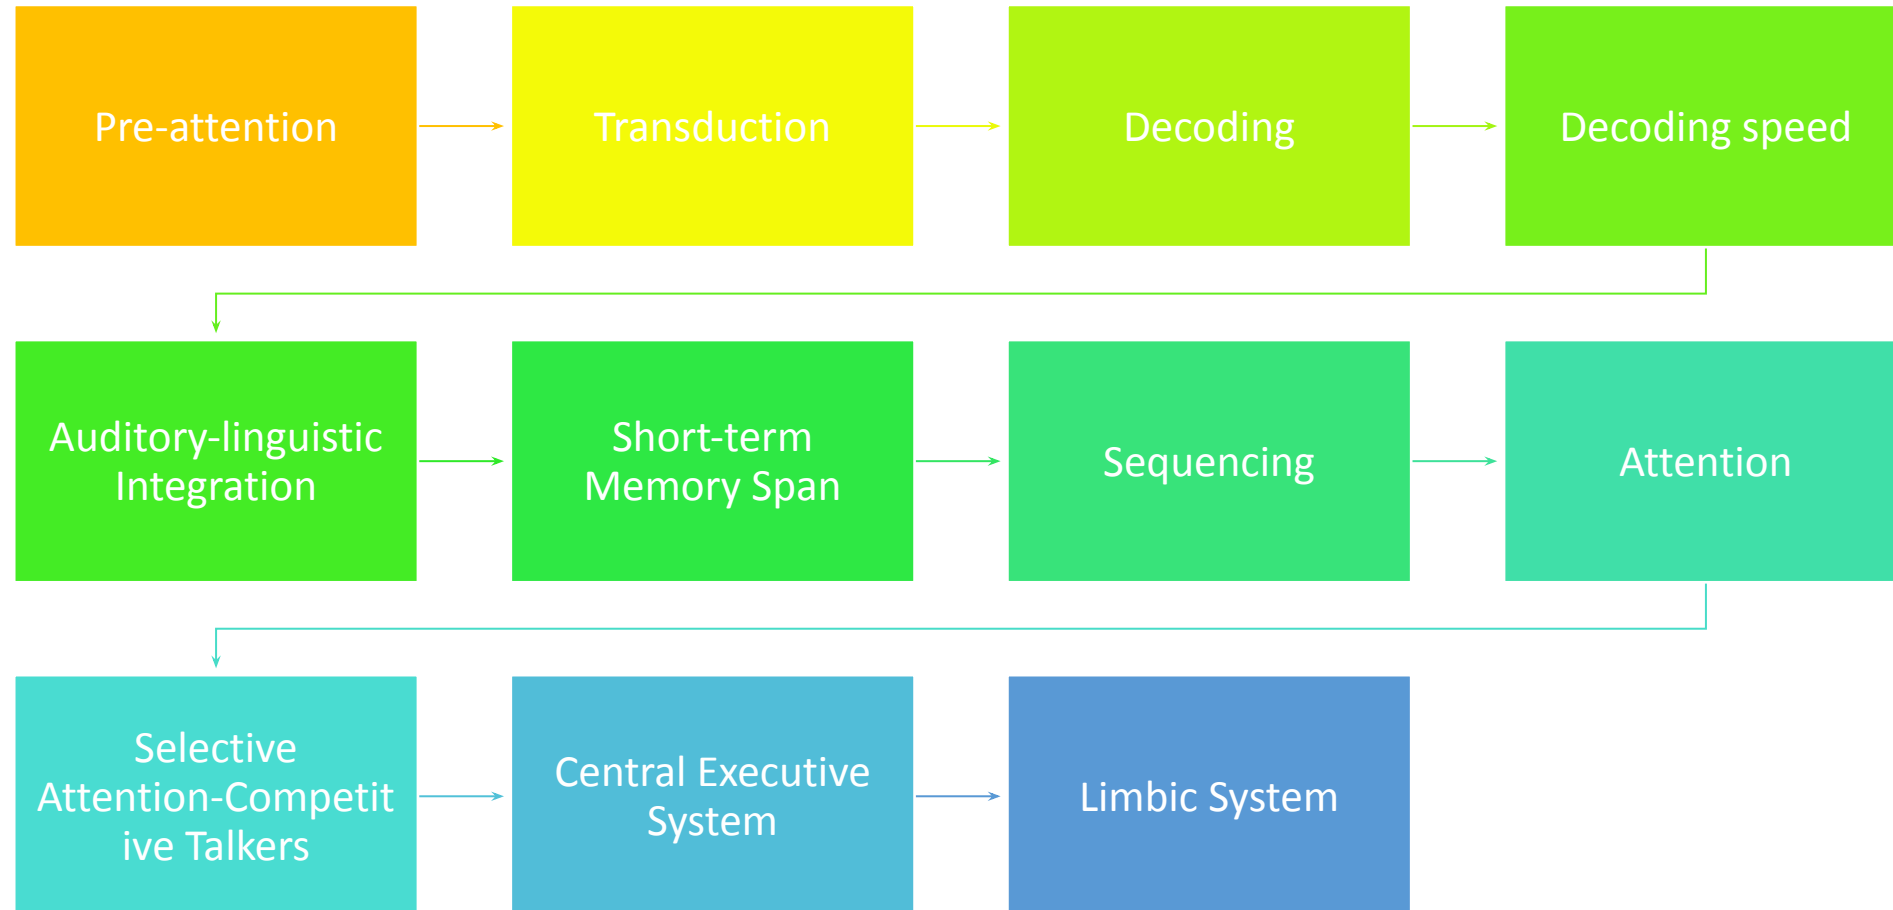 Pre-attention
Transduction
Decoding
Decoding speed
Auditory-linguistic
Integration
Short-term
Memory Span
Sequencing
Attention
Selective
Attention-Competit
ive Talkers
Central Executive
System
Limbic System